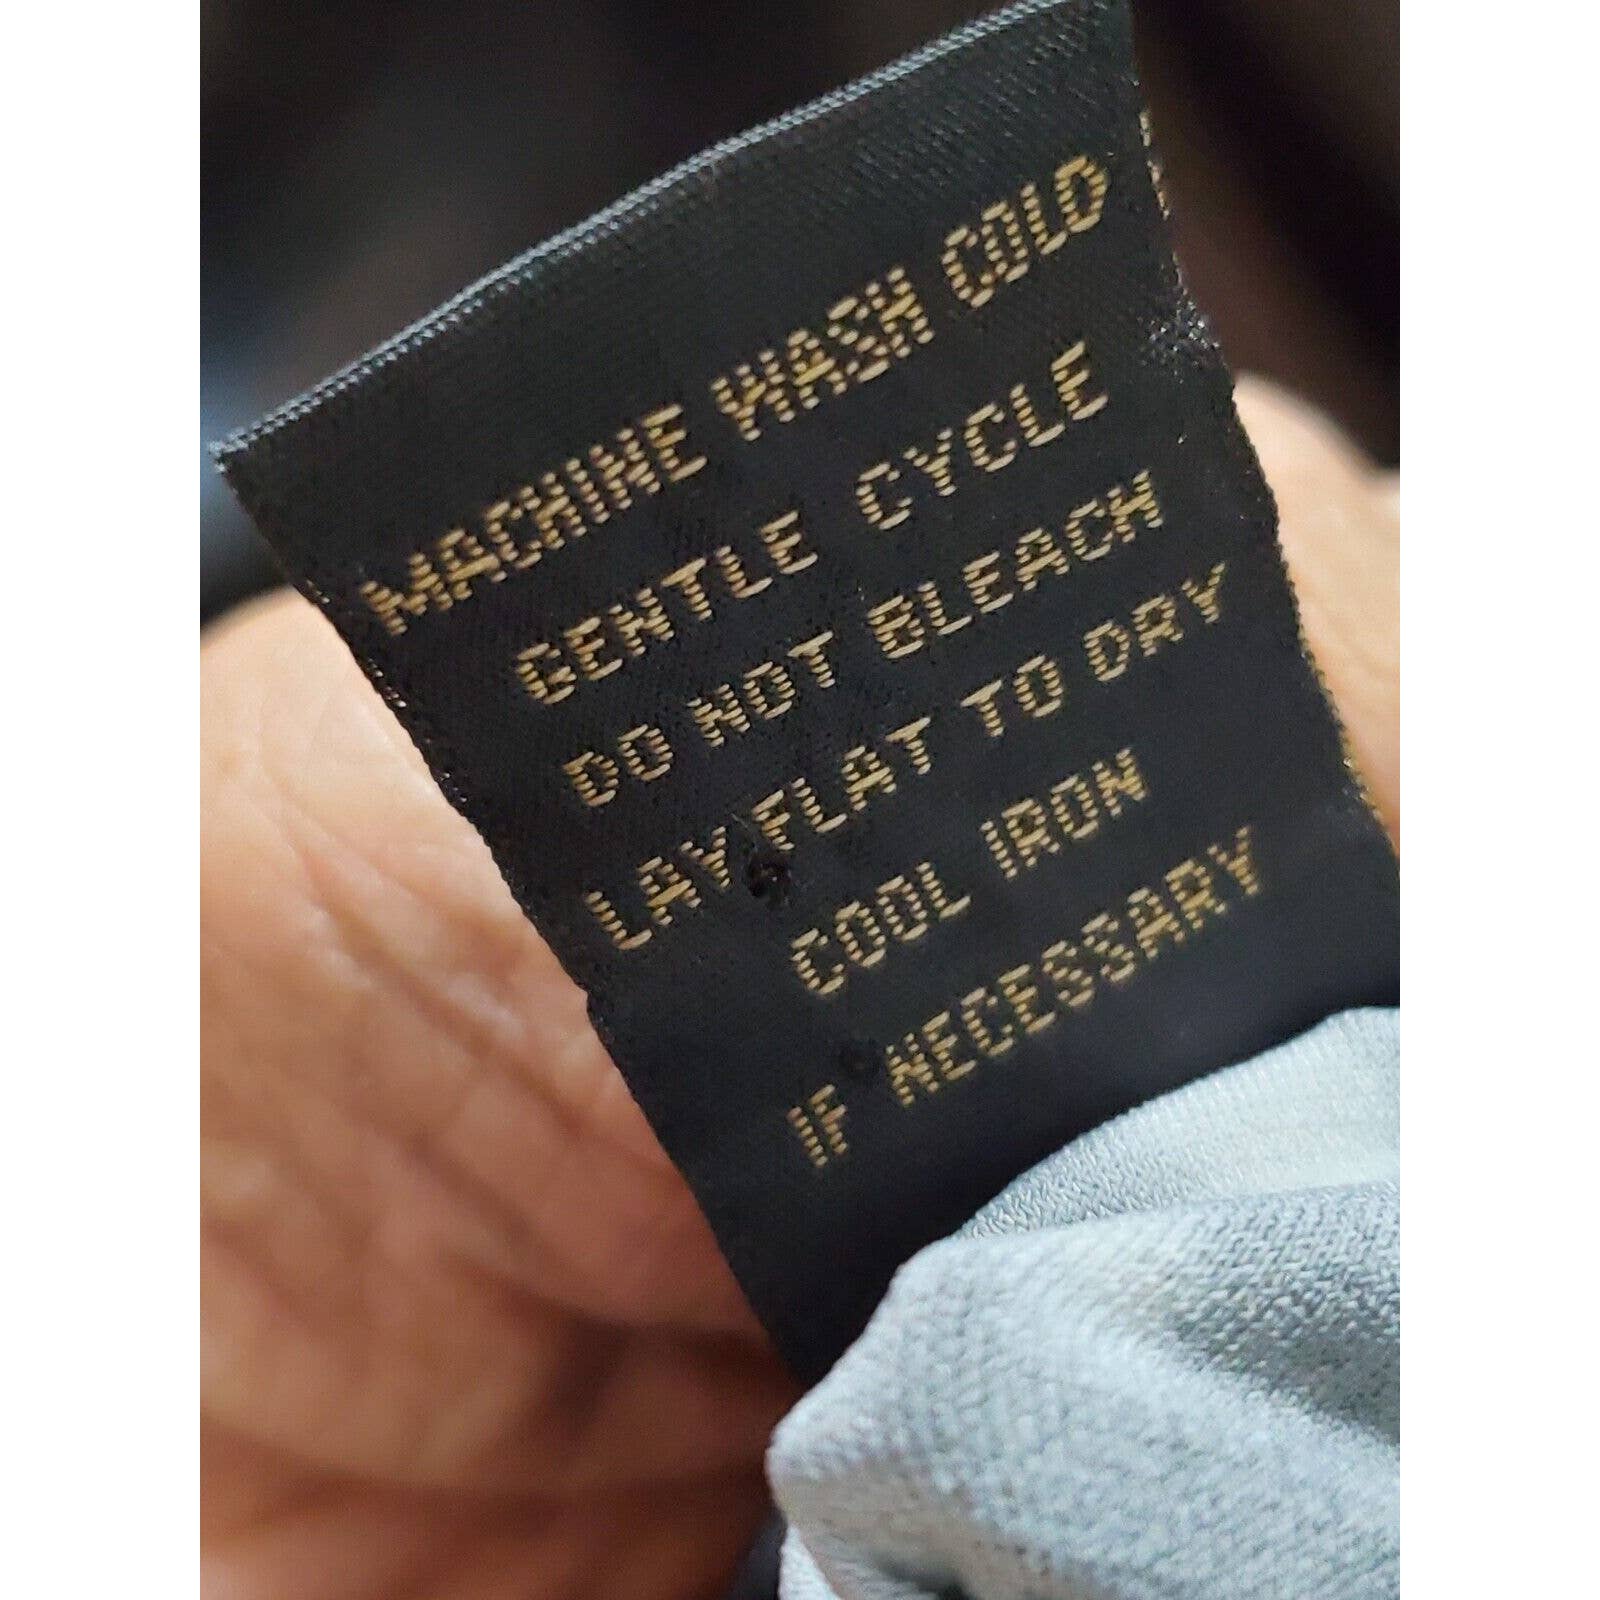 MACHINE WASH COLD
GENTLE CYCLE
DO NOT BLEACH
LAY FLAT TO DRY
COOL IRON
IF NECESSARY